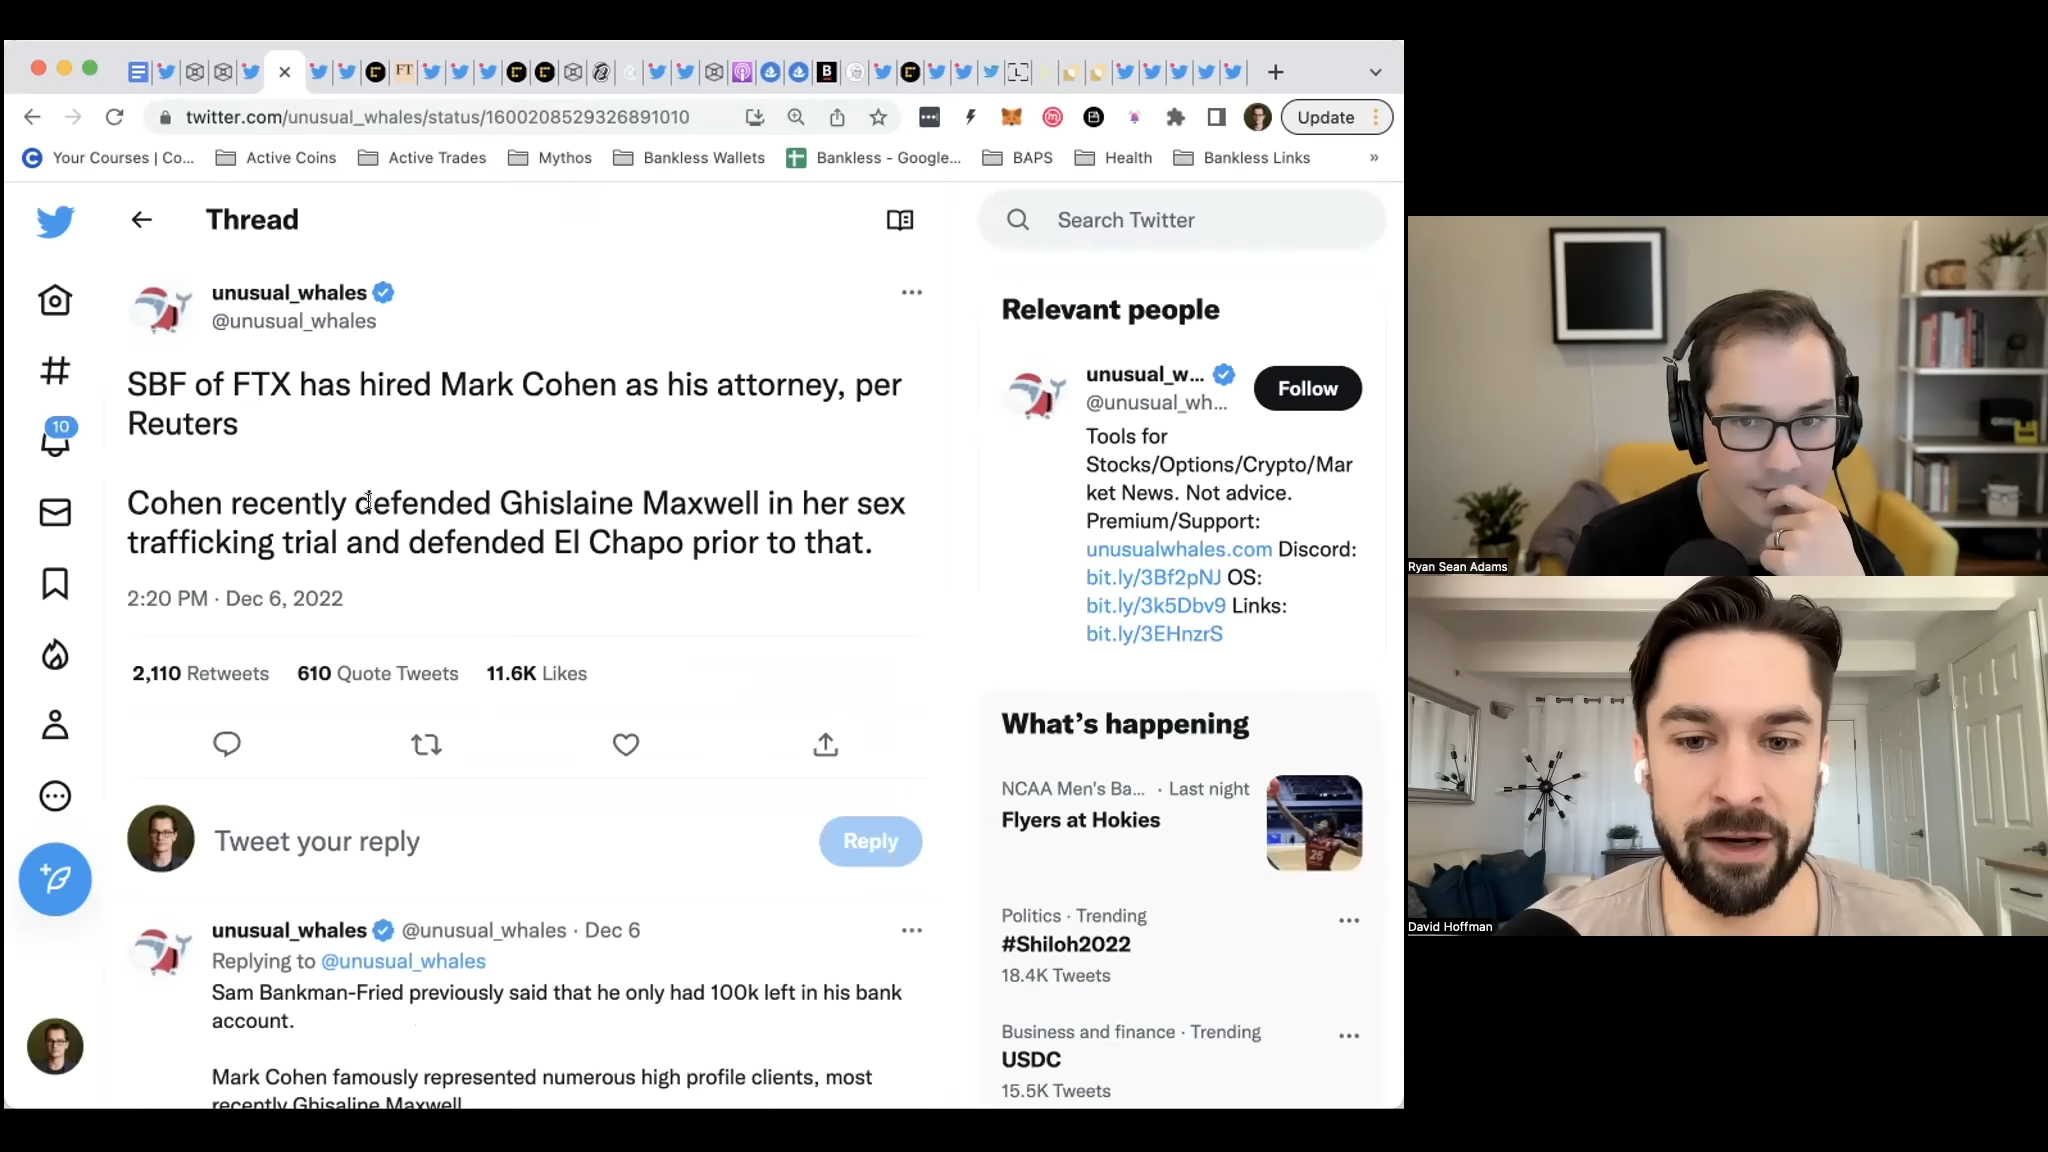 FT
B
[L]
twitter.com/unusual_whales/status/1600208529326891010
Update
Your Courses | Co...
Active Coins
Active Trades
Mythos
Bankless Wallets
Bankless - Google...
BAPS
Health
Bankless Links
»
Thread
Search Twitter
unusual_whales
@unusual_whales
SBF of FTX has hired Mark Cohen as his attorney, per
Reuters
Cohen recently defended Ghislaine Maxwell in her sex
trafficking trial and defended El Chapo prior to that.
2:20 PM · Dec 6, 2022
2,110 Retweets 610 Quote Tweets 11.6K Likes
10
Tweet your reply
Reply
unusual_whales @unusual_whales · Dec 6
Replying to @unusual_whales
Sam Bankman-Fried previously said that he only had 100k left in his bank
account.
Mark Cohen famously represented numerous high profile clients, most
recently Ghisaline Maxwell
Relevant people
unusual_w...
@unusual_wh...
Follow
Tools for
Stocks/Options/Crypto/Mar
ket News. Not advice.
Premium/Support:
unusualwhales.com Discord:
bit.ly/3Bf2pNJ OS:
bit.ly/3k5Dbv9 Links:
bit.ly/3EHnzrS
What's happening
NCAA Men's Ba... · Last night
Flyers at Hokies
25
Politics · Trending
#Shiloh2022
18.4K Tweets
Business and finance · Trending
USDC
15.5K Tweets
Ryan Sean Adams
David Hoffman